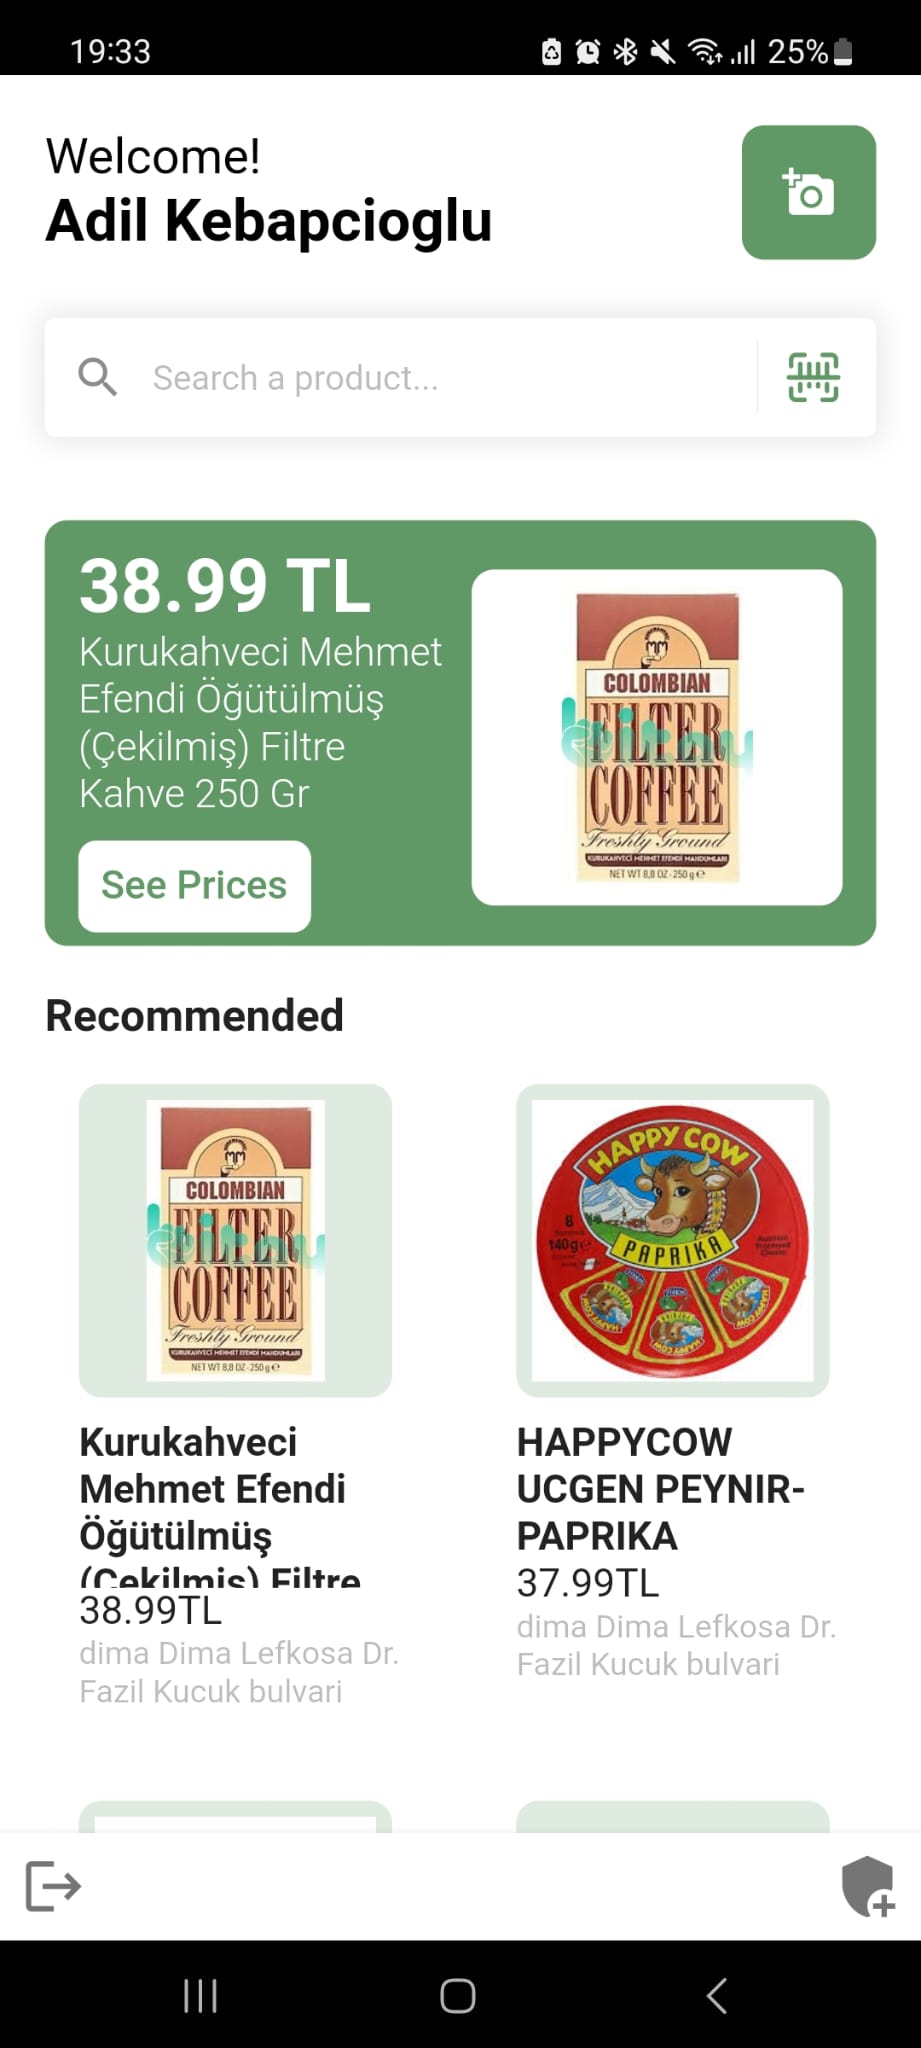 19:33
25%
Welcome!
Adil Kebapcioglu
Search a product...
38.99 TL
Kurukahveci Mehmet
Efendi Öğütülmüş
(Çekilmiş) Filtre
Kahve 250 Gr
See Prices
COLOMBIAN
FILTER
COFFEE
Freshly Ground
KURUKAHVECİ MEHMET EFENDİ MAHDUMLARI
NET WT 8,8 OZ - 250 g e
Recommended
COLOMBIAN
FILTER
COFFEE
Freshly Ground
KURUKAHVECİ MEHMET EFENDİ MAHDUMLARI
NET WT 8,8 OZ - 250 g e
HAPPY COW
8
140g e
PAPRIKA
Kurukahveci
Mehmet Efendi
Öğütülmüş
(Çekilmiş) Filtre
38.99TL
dima Dima Lefkosa Dr.
Fazil Kucuk bulvari
HAPPYCOW
UCGEN PEYNIR-
PAPRIKA
37.99TL
dima Dima Lefkosa Dr.
Fazil Kucuk bulvari